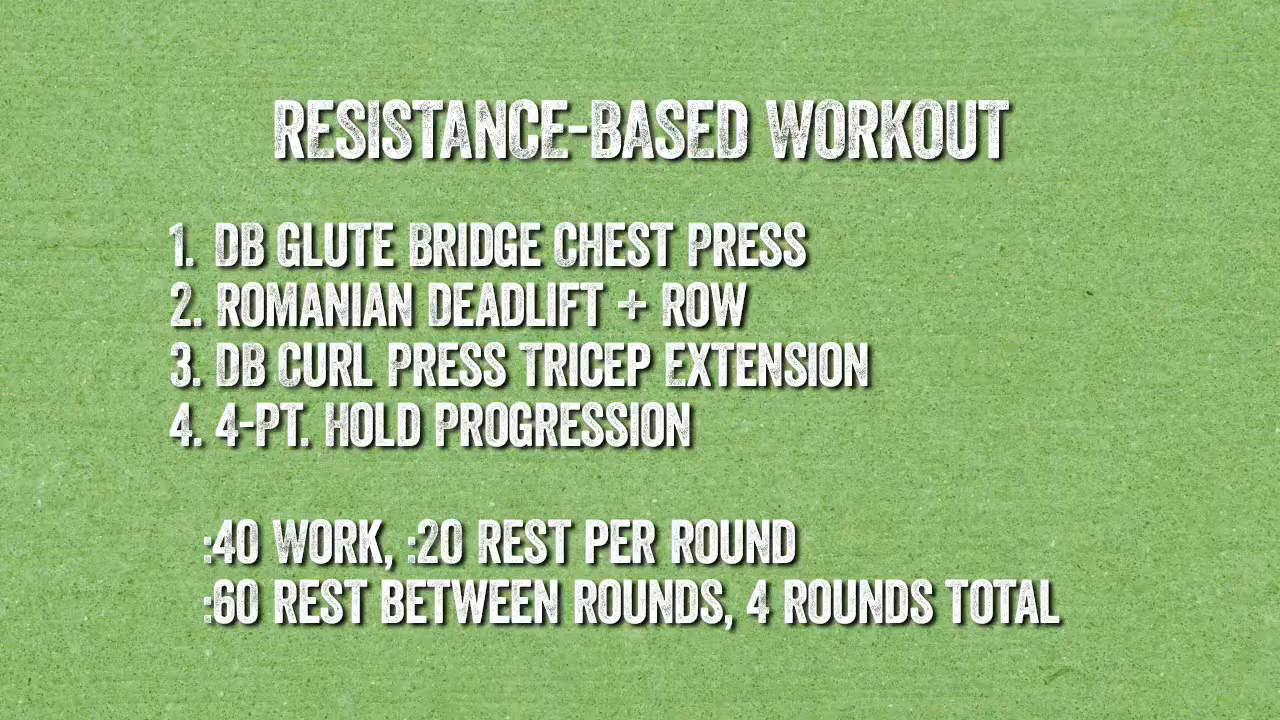 RESISTANCE-BASED WORKOUT
1. DB GLUTE BRIDGE CHEST PRESS
2. ROMANIAN DEADLIFT + ROW
3. DB CURL PRESS TRICEP EXTENSION
4. 4-PT. HOLD PROGRESSION
:40 WORK, :20 REST PER ROUND
:60 REST BETWEEN ROUNDS, 4 ROUNDS TOTAL